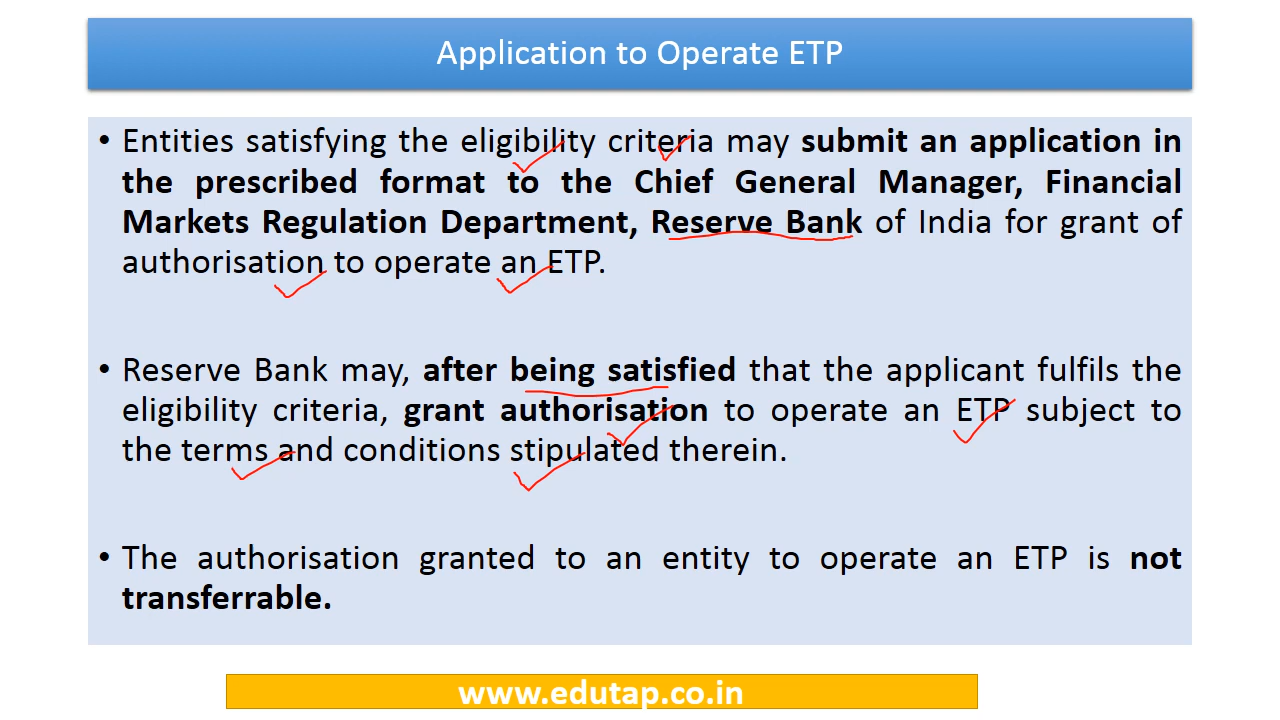 Application to Operate ETP
• Entities satisfying the eligibility criteria may submit an application in
the prescribed format to the Chief General Manager, Financial
Markets Regulation Department, Reserve Bank of India for grant of
authorisation to operate an ETP.
• Reserve Bank may, after being satisfied that the applicant fulfils the
eligibility criteria, grant authorisation to operate an ETP subject to
the terms and conditions stipulated therein.
• The authorisation granted to an entity to operate an ETP is not
transferrable.
www.edutap.co.in